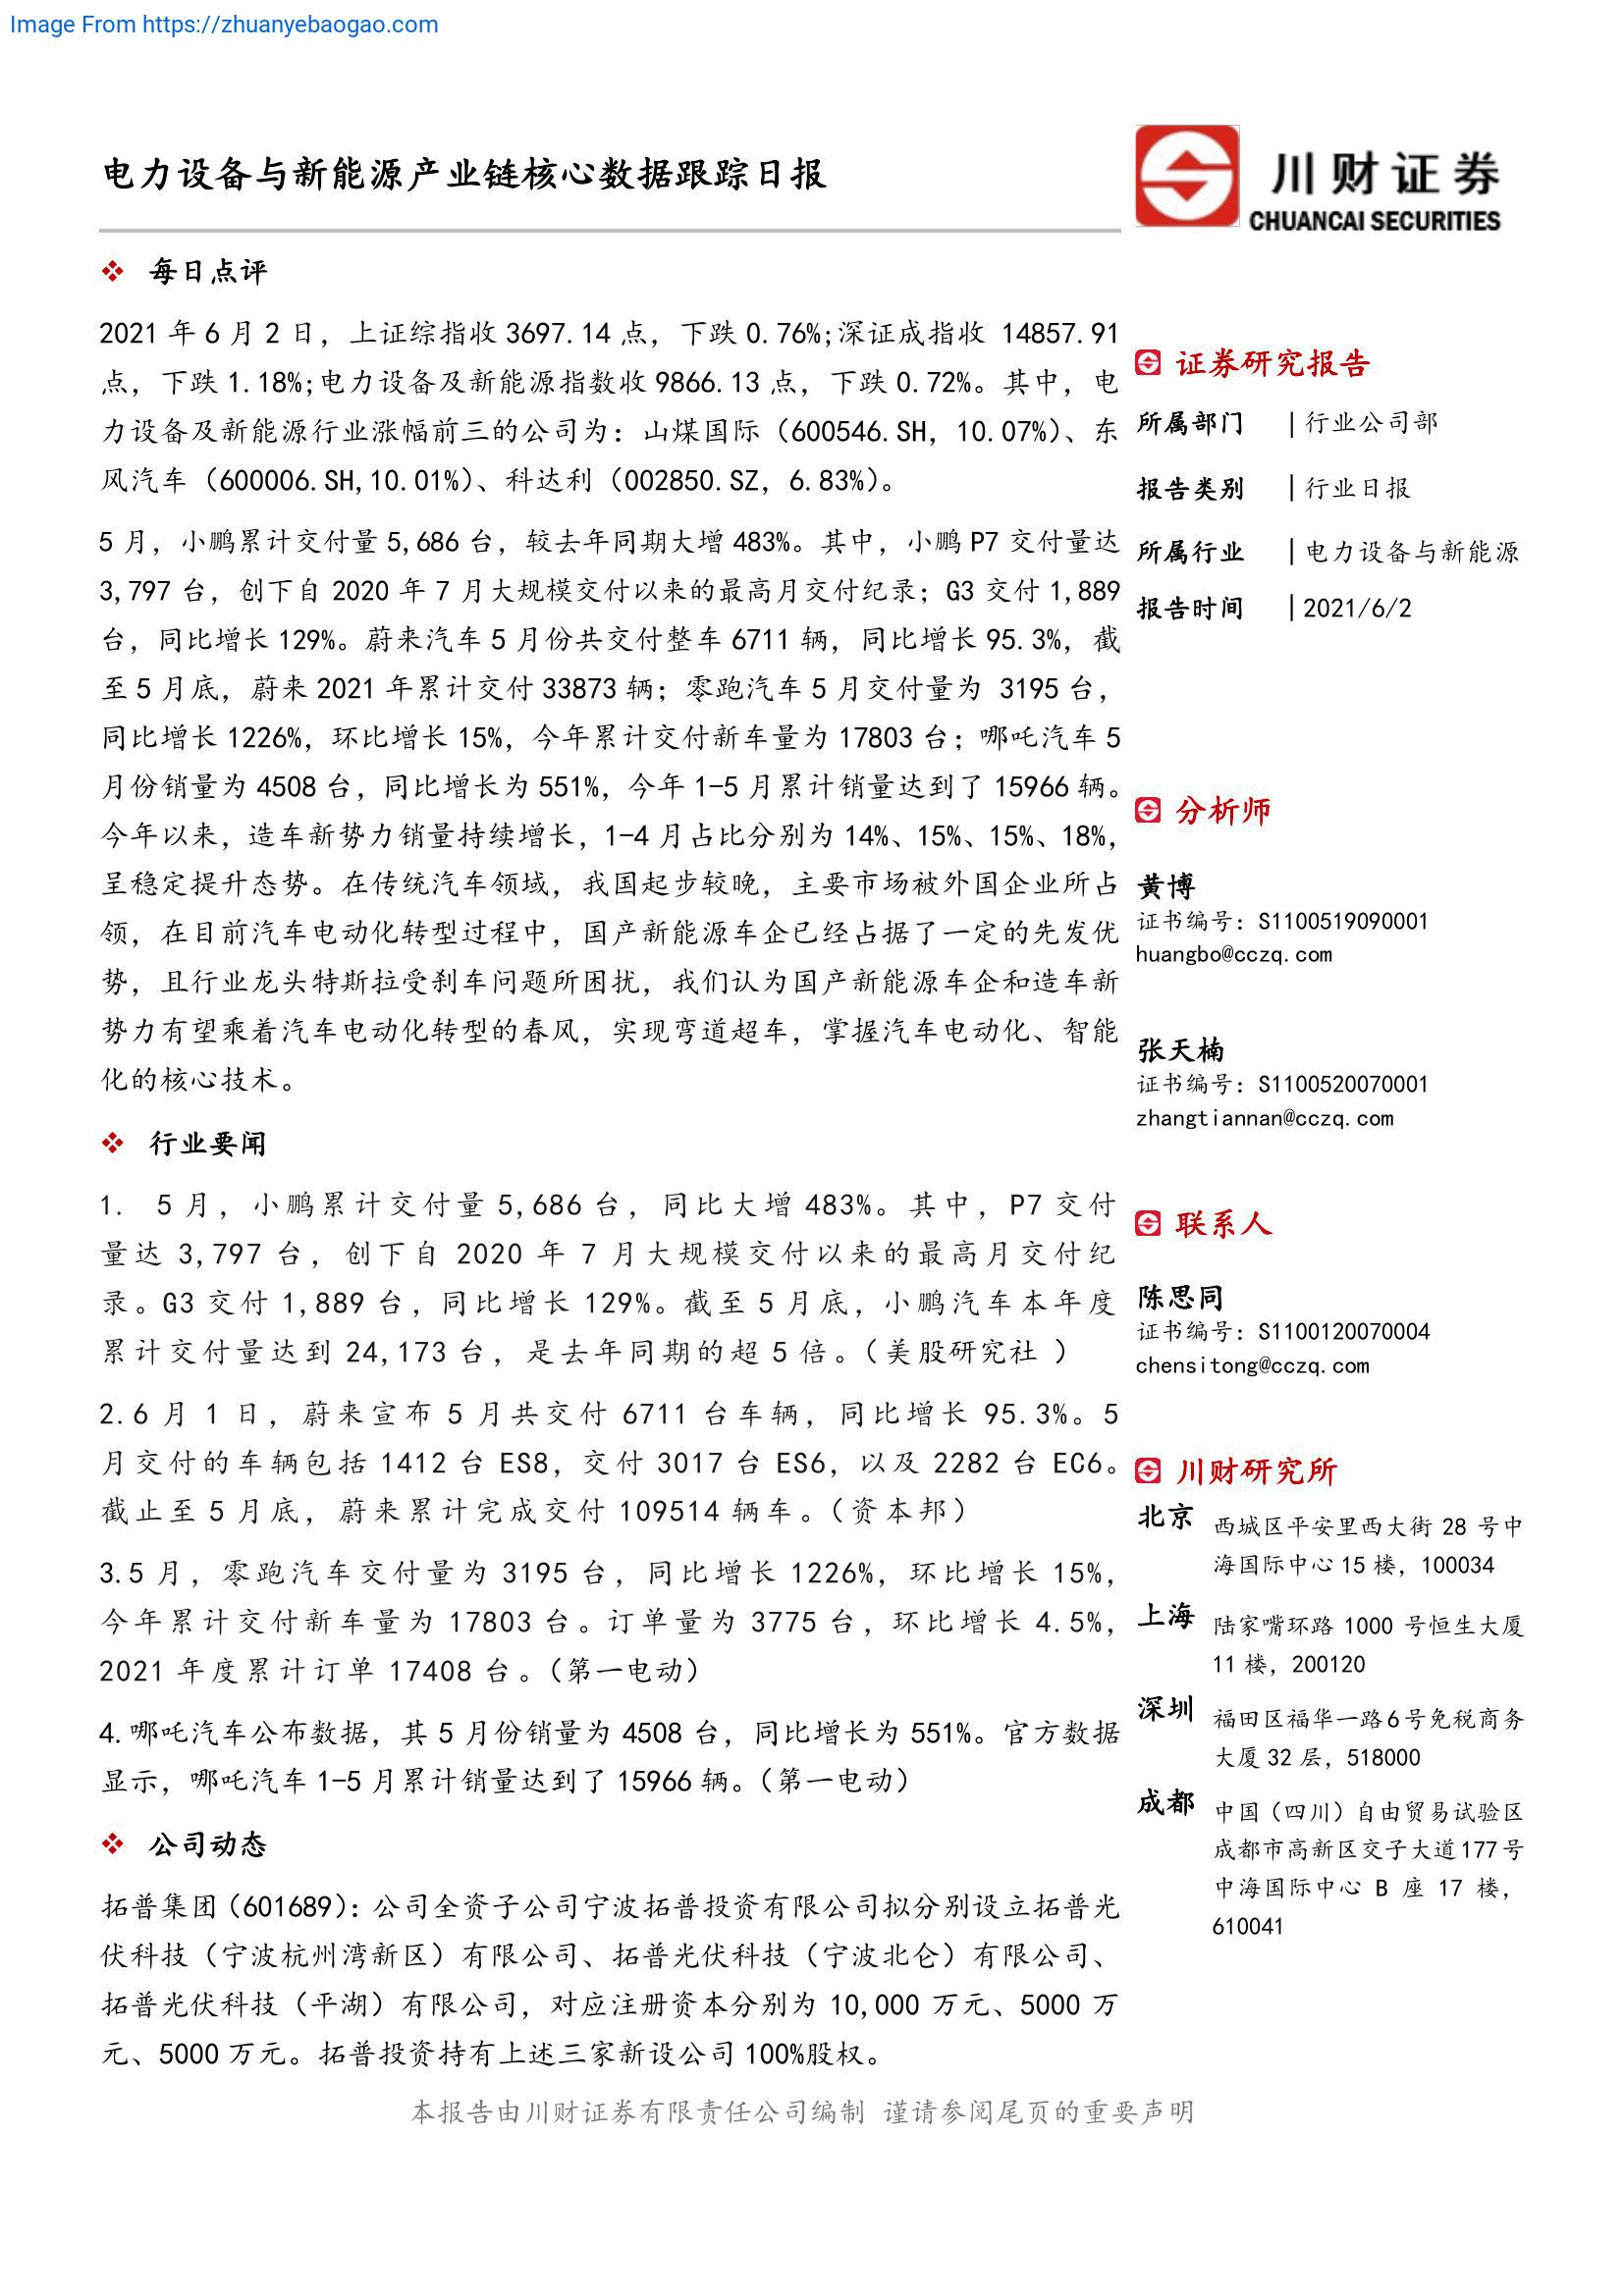 Image From https://zhuanyebaogao.com
电力设备与新能源产业链核心数据跟踪日报
川财证券
CHUANCAI SECURITIES
每日点评
2021 年 6 月 2 日，上证综指收 3697.14 点，下跌 0.76%;深证成指收 14857.91
点，下跌 1.18%;电力设备及新能源指数收 9866.13 点，下跌 0.72%。其中，电
力设备及新能源行业涨幅前三的公司为：山煤国际（600546.SH，10.07%）、东
风汽车（600006.SH,10.01%）、科达利（002850.SZ，6.83%）。
5 月，小鹏累计交付量 5,686 台，较去年同期大增 483%。其中，小鹏 P7 交付量达
3,797 台，创下自 2020 年 7 月大规模交付以来的最高月交付纪录；G3 交付 1,889
台，同比增长 129%。蔚来汽车 5 月份共交付整车 6711 辆，同比增长 95.3%，截
至 5 月底，蔚来 2021 年累计交付 33873 辆；零跑汽车 5 月交付量为 3195 台，
同比增长 1226%，环比增长 15%，今年累计交付新车量为 17803 台；哪吒汽车 5
月份销量为 4508 台，同比增长为 551%，今年 1-5 月累计销量达到了 15966 辆。
今年以来，造车新势力销量持续增长，1-4 月占比分别为 14%、15%、15%、18%，
呈稳定提升态势。在传统汽车领域，我国起步较晚，主要市场被外国企业所占
领，在目前汽车电动化转型过程中，国产新能源车企已经占据了一定的先发优
势，且行业龙头特斯拉受刹车问题所困扰，我们认为国产新能源车企和造车新
势力有望乘着汽车电动化转型的春风，实现弯道超车，掌握汽车电动化、智能
化的核心技术。
行业要闻
1. 5 月，小鹏累计交付量 5,686 台，同比大增 483%。其中，P7 交付
量达 3,797 台，创下自 2020 年 7 月大规模交付以来的最高月交付纪
录。G3 交付 1,889 台，同比增长 129%。截至 5 月底，小鹏汽车本年度
累计交付量达到 24,173 台，是去年同期的超 5 倍。（美股研究社 ）
2.6 月 1 日，蔚来宣布 5 月共交付 6711 台车辆，同比增长 95.3%。5
月交付的车辆包括 1412 台 ES8，交付 3017 台 ES6，以及 2282 台 EC6。
截止至 5 月底，蔚来累计完成交付 109514 辆车。（资本邦）
3.5 月，零跑汽车交付量为 3195 台，同比增长 1226%，环比增长 15%，
今年累计交付新车量为 17803 台。订单量为 3775 台，环比增长 4.5%，
2021 年度累计订单 17408 台。（第一电动）
4.哪吒汽车公布数据，其 5 月份销量为 4508 台，同比增长为 551%。官方数据
显示，哪吒汽车 1-5 月累计销量达到了 15966 辆。（第一电动）
公司动态
拓普集团（601689）：公司全资子公司宁波拓普投资有限公司拟分别设立拓普光
伏科技（宁波杭州湾新区）有限公司、拓普光伏科技（宁波北仑）有限公司、
拓普光伏科技（平湖）有限公司，对应注册资本分别为 10,000 万元、5000 万
元、5000 万元。拓普投资持有上述三家新设公司 100%股权。
证券研究报告
所属部门 | 行业公司部
报告类别 | 行业日报
所属行业 | 电力设备与新能源
报告时间 | 2021/6/2
分析师
黄博
证书编号：S1100519090001
huangbo@cczq.com
张天楠
证书编号：S1100520070001
zhangtiannan@cczq.com
联系人
陈思同
证书编号：S1100120070004
chensitong@cczq.com
川财研究所
北京 西城区平安里西大街 28 号中
海国际中心 15 楼，100034
上海 陆家嘴环路 1000 号恒生大厦
11 楼，200120
深圳 福田区福华一路 6 号免税商务
大厦 32 层，518000
成都 中国（四川）自由贸易试验区
成都市高新区交子大道 177 号
中海国际中心 B 座 17 楼，
610041
本报告由川财证券有限责任公司编制 谨请参阅尾页的重要声明